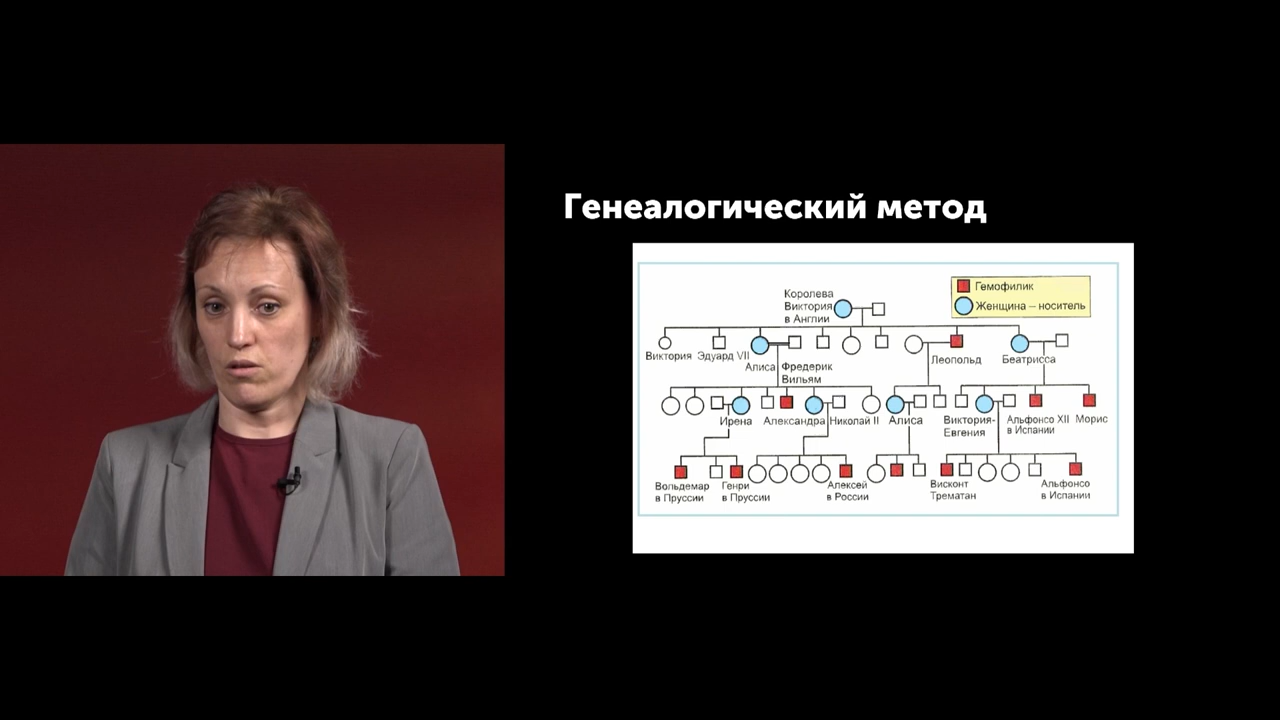 Генеалогический метод
Королева
Виктория
в Англии
Гемофилик
Женщина – носитель
Виктория
Эдуард VII
Алиса
Фредерик
Вильям
Леопольд
Беатрисса
Ирена
Александра
Николай II
Алиса
Виктория-
Евгения
Альфонсо XII
в Испании
Морис
Вольдемар
в Пруссии
Генри
в Пруссии
Алексей
в России
Висконт
Трематан
Альфонсо
в Испании